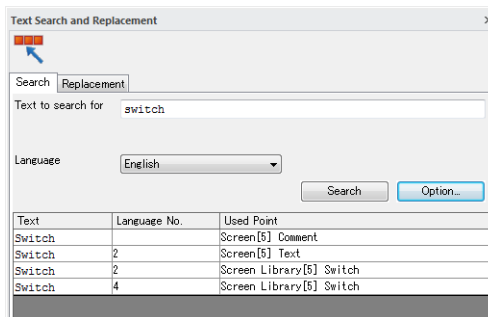 Text Search and Replacement
Search Replacement
Text to search for switch
Language English
Search Option...
Text Language No. Used Point
Switch Screen[5] Comment
Switch 2 Screen[5] Text
Switch 2 Screen Library[5] Switch
Switch 4 Screen Library[5] Switch